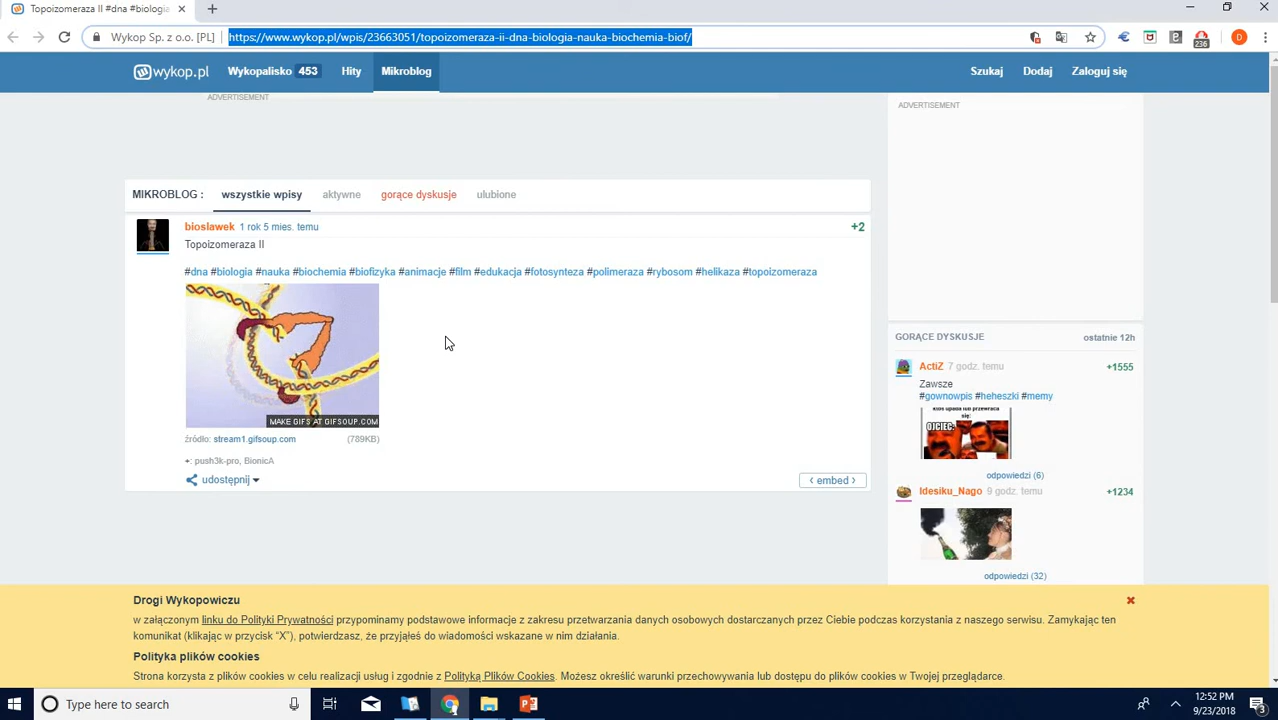 Topoizomeraza II #dna #biologia
Wykop Sp. z o.o. [PL]
https://www.wykop.pl/wpis/23663051/topoizomeraza-ii-dna-biologia-nauka-biochemia-biof/
236
D
wykop.pl
Wykopalisko 453
Hity
Mikroblog
Szukaj
Dodaj
Zaloguj się
ADVERTISEMENT
ADVERTISEMENT
MIKROBLOG :
wszystkie wpisy
aktywne
gorące dyskusje
ulubione
bioslawek 1 rok 5 mies. temu
+2
Topoizomeraza II
#dna #biologia #nauka #biochemia #biofizyka #animacje #film #edukacja #fotosynteza #polimeraza #rybosom #helikaza #topoizomeraza
MAKE GIFS AT GIFSOUP.COM
źródło: stream1.gifsoup.com
(789KB)
+: push3k-pro, BionicA
udostępnij
‹ embed ›
GORĄCE DYSKUSJE
ostatnie 12h
ActiZ 7 godz. temu
+1555
Zawsze
#gownowpis #heheszki #memy
się:
OJCIEC:
odpowiedzi (6)
Idesiku_Nago 9 godz. temu
+1234
odpowiedzi (32)
Drogi Wykopowiczu
w załączonym linku do Polityki Prywatności przypominamy podstawowe informacje z zakresu przetwarzania danych osobowych dostarczanych przez Ciebie podczas korzystania z naszego serwisu. Zamykając ten
komunikat (klikając w przycisk "X"), potwierdzasz, że przyjąłeś do wiadomości wskazane w nim działania.
Polityka plików cookies
Strona korzysta z plików cookies w celu realizacji usług i zgodnie z Polityką Plików Cookies. Możesz określić warunki przechowywania lub dostępu do plików cookies w Twojej przeglądarce.
Type here to search
12:52 PM
9/23/2018
3